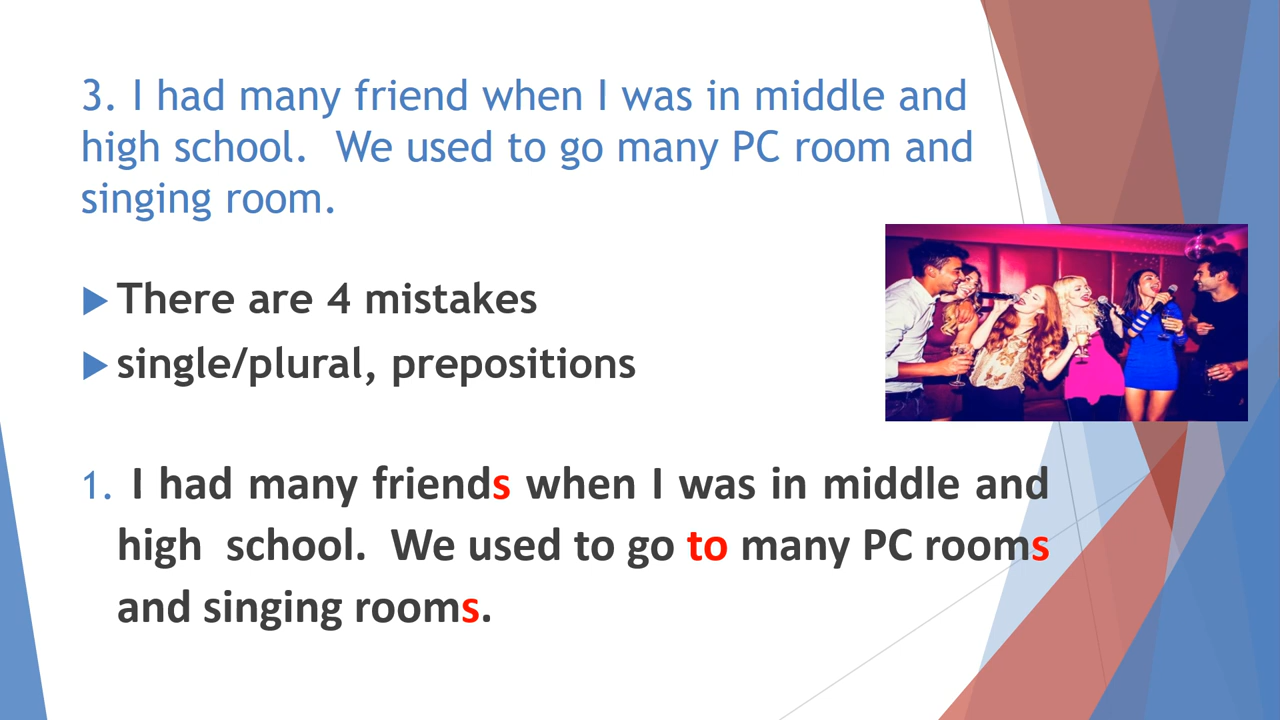 3. I had many friend when I was in middle and
high school.  We used to go many PC room and
singing room.
There are 4 mistakes
single/plural, prepositions
1. I had many friends when I was in middle and
high  school.  We used to go to many PC rooms
and singing rooms.